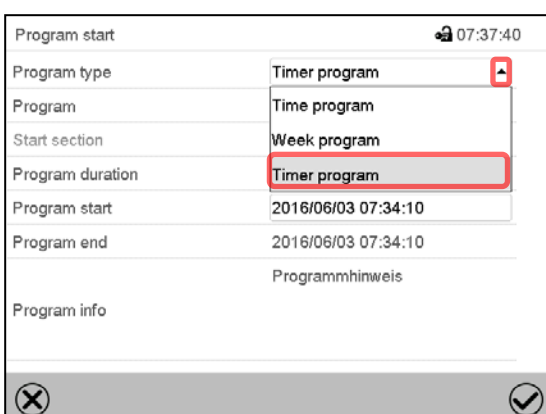 Program start 07:37:40
Program type Timer program
Program Time program
Start section Week program
Program duration Timer program
Program start 2016/06/03 07:34:10
Program end 2016/06/03 07:34:10
Programmhinweis
Program info